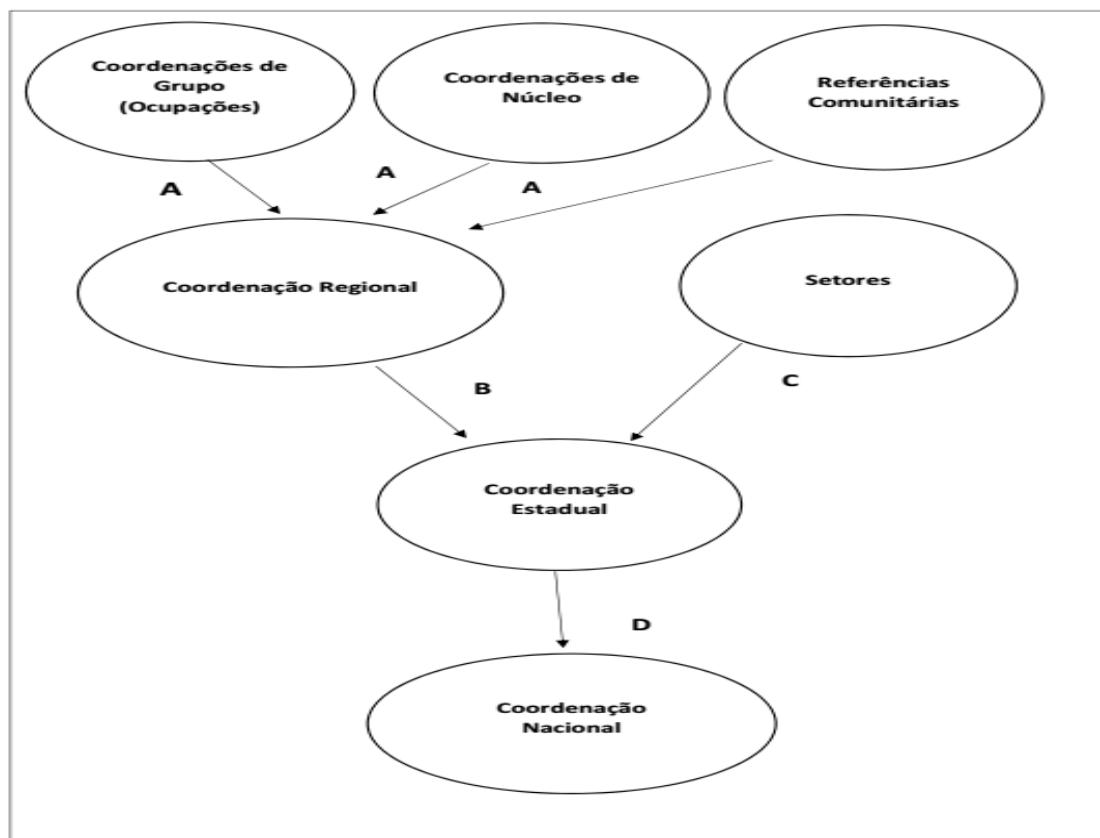 Coordenações de
Grupo
(Ocupações)
Coordenações de
Núcleo
Referências
Comunitárias
A
A
A
Coordenação Regional
Setores
B
C
Coordenação
Estadual
D
Coordenação
Nacional